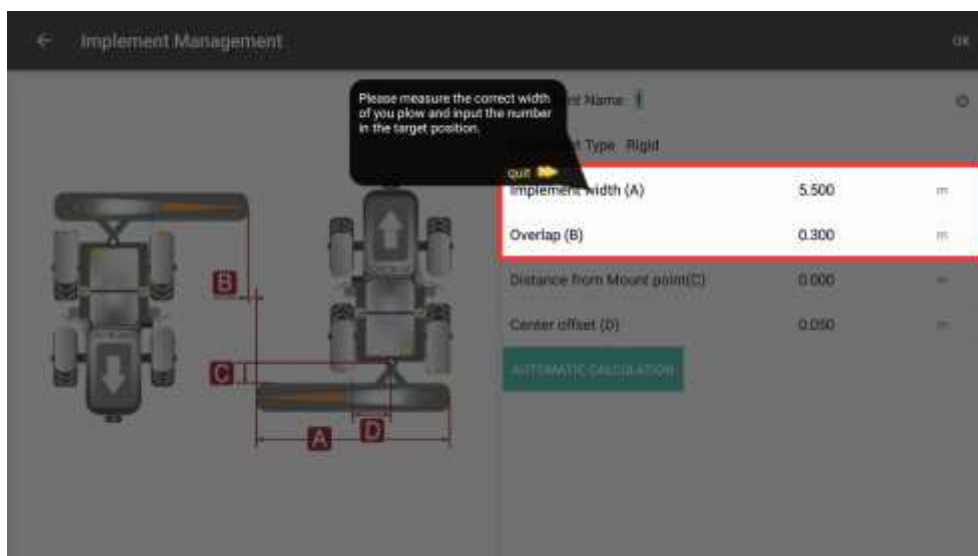 Implement Management
OK
Please measure the correct width
of you plow and input the number
in the target position.
quit
nt Name
t Type Rigid
Implement width (A) 5.500 m
Overlap (B) 0.300 m
Distance from Mount point(C) 0.000 m
Center offset (D) 0.050 m
AUTOMATIC CALCULATION
B
C
A
D